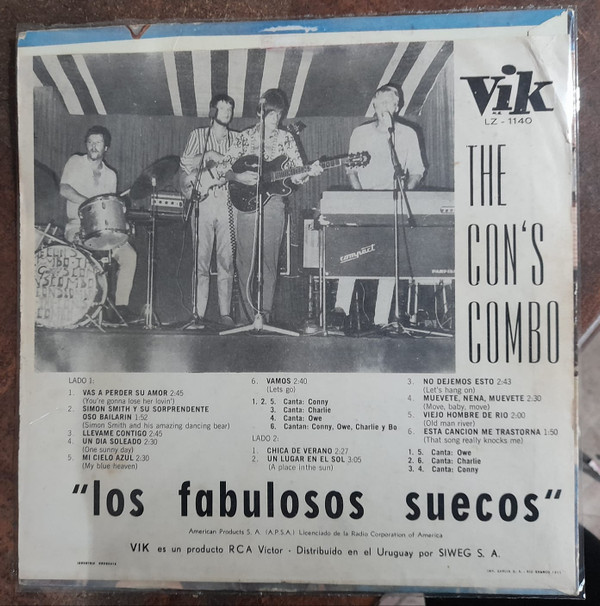 Vik
LZ - 1140
THE
CON'S
COMBO
compact
LADO 1:
1. VAS A PERDER SU AMOR 2:45
(You're gonna lose her lovin')
2. SIMON SMITH Y SU SORPRENDENTE
OSO BAILARIN 1:52
(Simon Smith and his amazing dancing bear)
3. LLEVAME CONTIGO 2:45
4. UN DIA SOLEADO 2:30
(One sunny day)
5. MI CIELO AZUL 2:30
(My blue heaven)
6. VAMOS 2:40
(Lets go)
1. 2. 5. Canta: Conny
3. Canta: Charlie
4. Canta: Owe
6. Cantan: Conny, Owe, Charlie y Bo
LADO 2:
1. CHICA DE VERANO 2:27
2. UN LUGAR EN EL SOL 3:05
(A place inthe sun)
3. NO DEJEMOS ESTO 2:43
(Let's hang on)
4. MUEVETE, NENA, MUEVETE 2:30
(Move, baby, move)
5. VIEJO HOMBRE DE RIO 2:00
(Old man river)
6. ESTA CANCION ME TRASTORNA 1:50
(That song really knocks me)
1. 5. Canta: Owe
2. 6. Canta: Charlie
3. 4. Canta: Conny
"los fabulosos suecos"
American Products S. A. (A.P.S.A.) Licenciado de la Radio Corporation of America
VIK es un producto RCA Víctor - Distribuído en el Uruguay por SIWEG S. A.